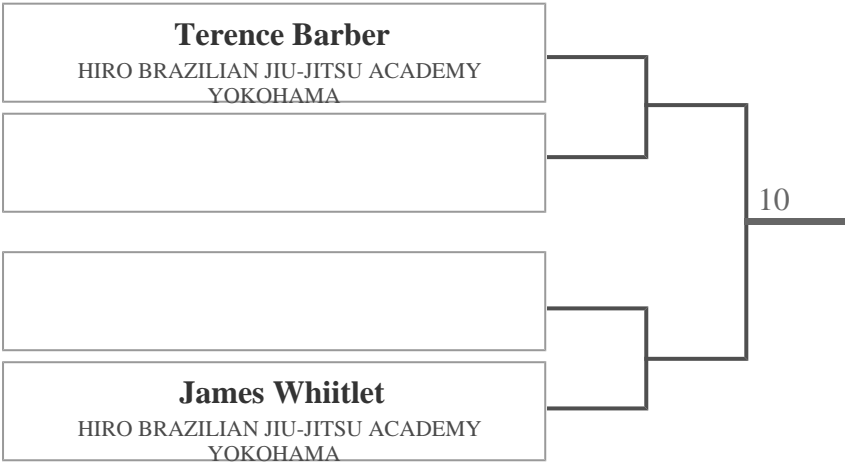 Terence Barber
HIRO BRAZILIAN JIU-JITSU ACADEMY
YOKOHAMA
10
James Whiitlet
HIRO BRAZILIAN JIU-JITSU ACADEMY
YOKOHAMA